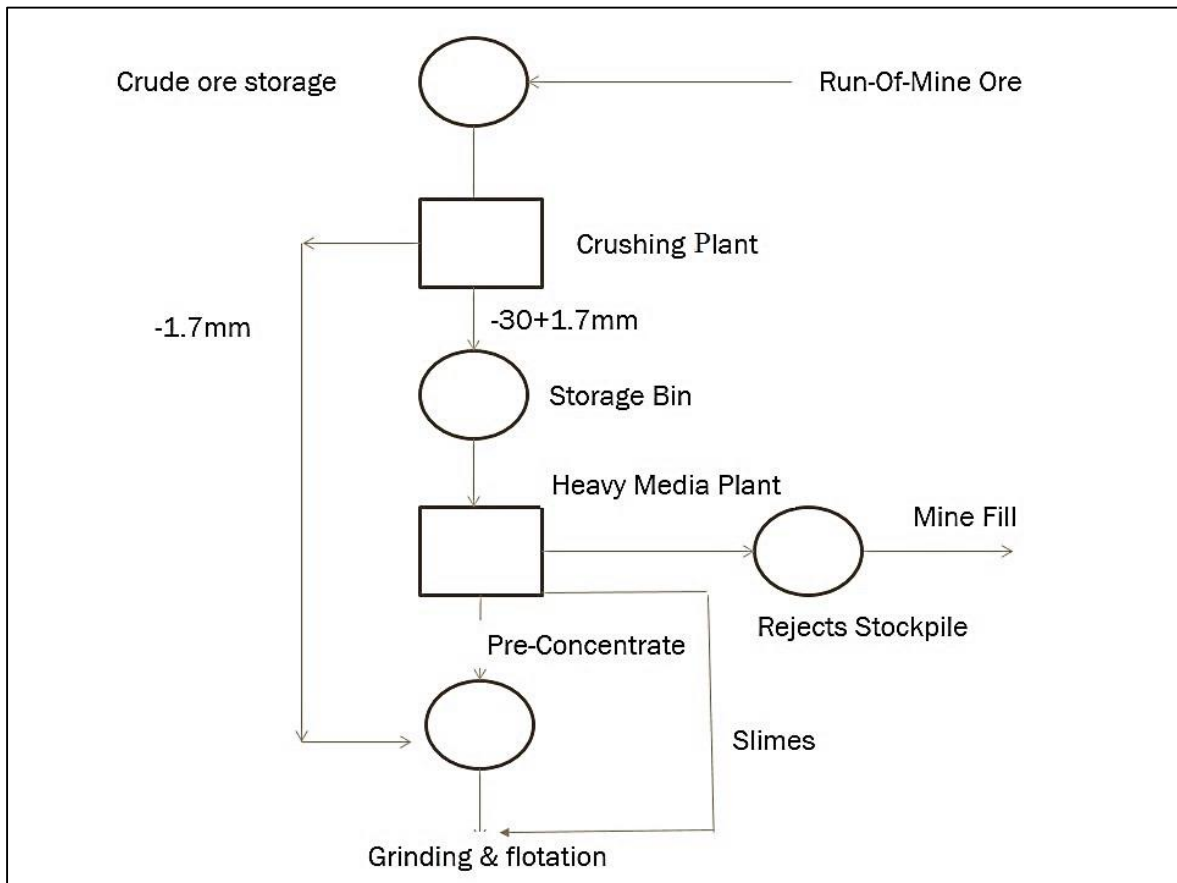 Crude ore storage
Run-Of-Mine Ore
Crushing Plant
-1.7mm
-30+1.7mm
Storage Bin
Heavy Media Plant
Mine Fill
Rejects Stockpile
Pre-Concentrate
Slimes
Grinding & flotation